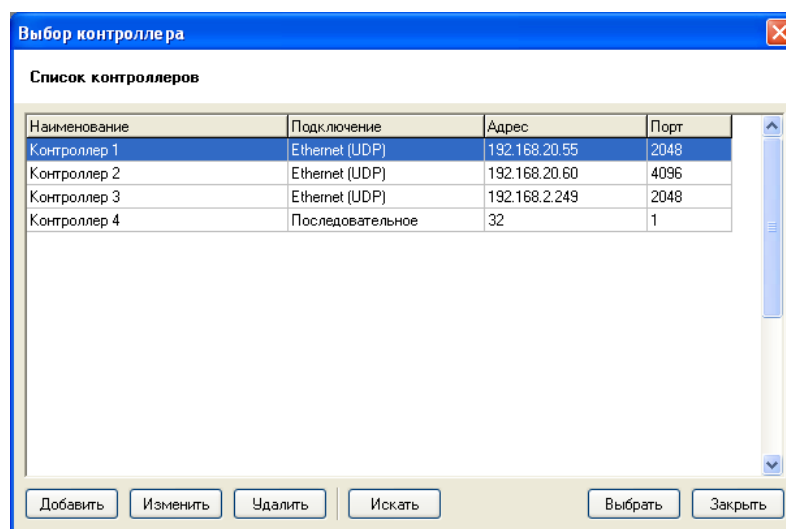 Выбор контроллера
Список контроллеров
Наименование Подключение Адрес Порт
Контроллер 1 Ethernet (UDP) 192.168.20.55 2048
Контроллер 2 Ethernet (UDP) 192.168.20.60 4096
Контроллер 3 Ethernet (UDP) 192.168.2.249 2048
Контроллер 4 Последовательное 32 1
Добавить Изменить Удалить Искать Выбрать Закрыть